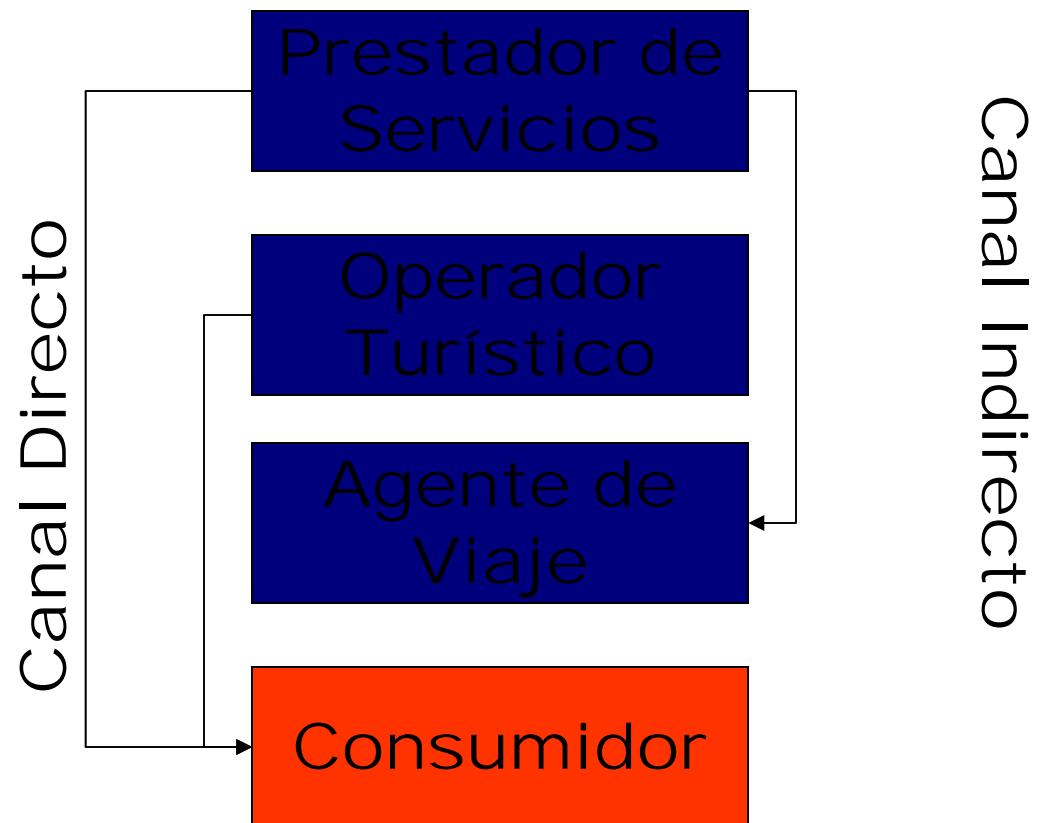 Prestador de
Servicios
Operador
Turístico
Agente de
Viaje
Consumidor
Canal Directo
Canal Indirecto